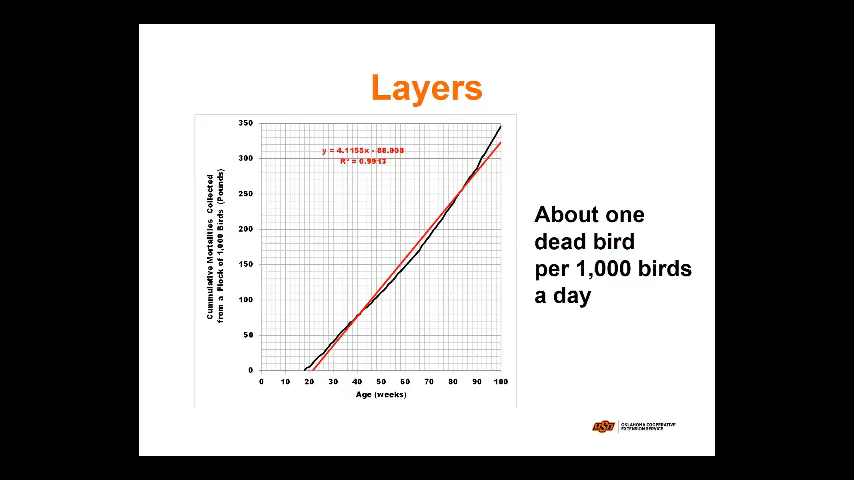 Layers
350
300
250
200
150
100
50
0
y = 4.1155x - 88.098
R² = 0.9913
Cummulative Mortalities Collected
from a Flock of 1,000 Birds (Pounds)
0 10 20 30 40 50 60 70 80 90 100
Age (weeks)
About one
dead bird
per 1,000 birds
a day
OSU
OKLAHOMA COOPERATIVE
EXTENSION SERVICE